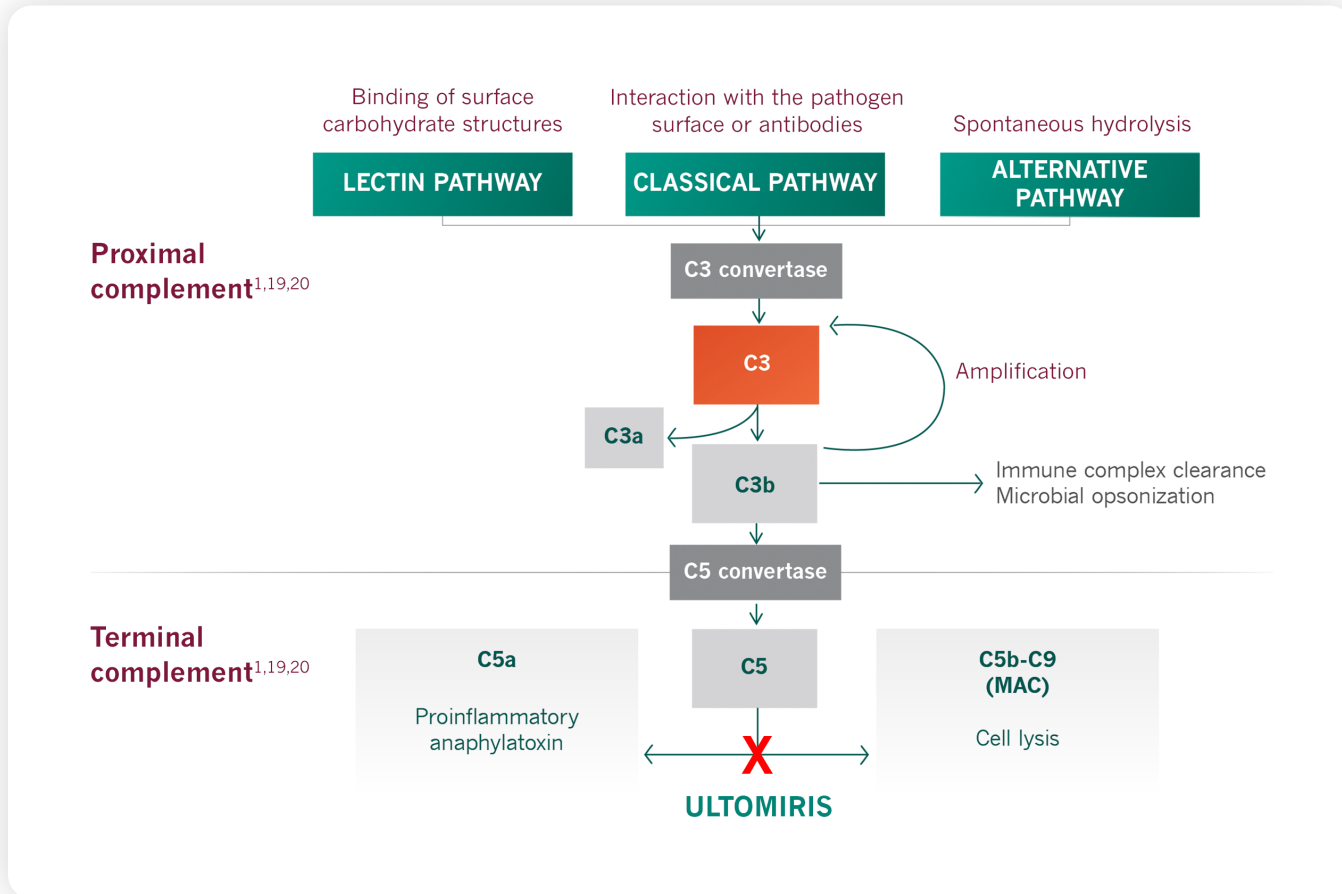 Binding of surface
carbohydrate structures
Interaction with the pathogen
surface or antibodies
Spontaneous hydrolysis
LECTIN PATHWAY
CLASSICAL PATHWAY
ALTERNATIVE
PATHWAY
Proximal
complement1,19,20
C3 convertase
C3
Amplification
C3a
C3b
Immune complex clearance
Microbial opsonization
C5 convertase
Terminal
complement1,19,20
C5a
Proinflammatory
anaphylatoxin
C5
C5b-C9
(MAC)
Cell lysis
X
ULTOMIRIS